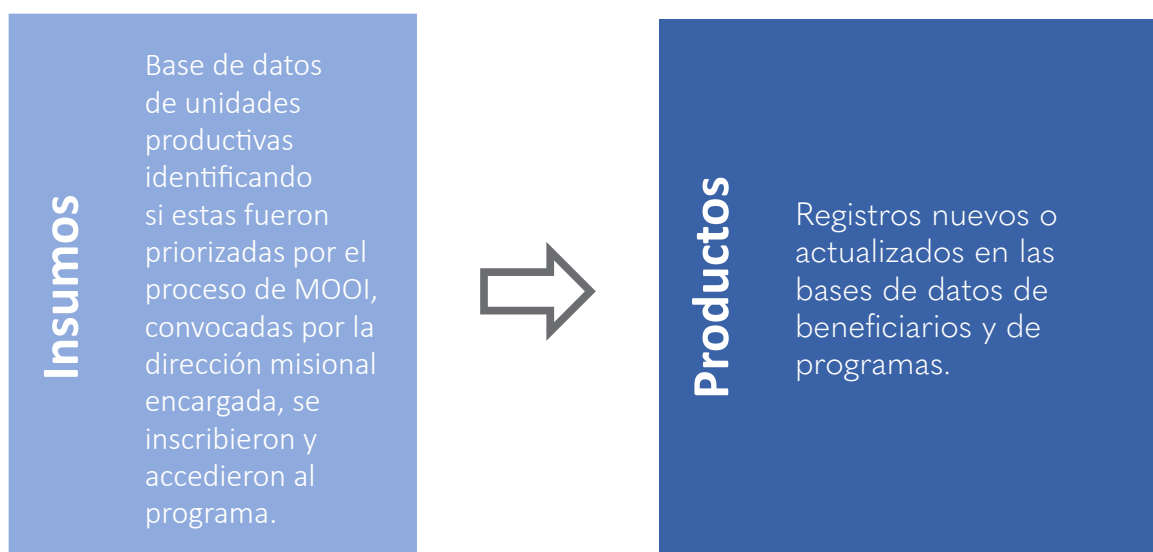 Insumos
Base de datos
de unidades
productivas
identificando
si estas fueron
priorizadas por el
proceso de MOOI,
convocadas por la
dirección misional
encargada, se
inscribieron y
accedieron al
programa.
Productos
Registros nuevos o
actualizados en las
bases de datos de
beneficiarios y de
programas.